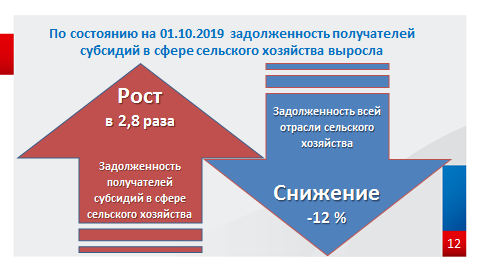 По состоянию на 01.10.2019 задолженность получателей
субсидий в сфере сельского хозяйства выросла
Рост
в 2,8 раза
Задолженность
получателей
субсидий в сфере
сельского хозяйства
Задолженность всей
отрасли сельского
хозяйства
Снижение
-12 %
12